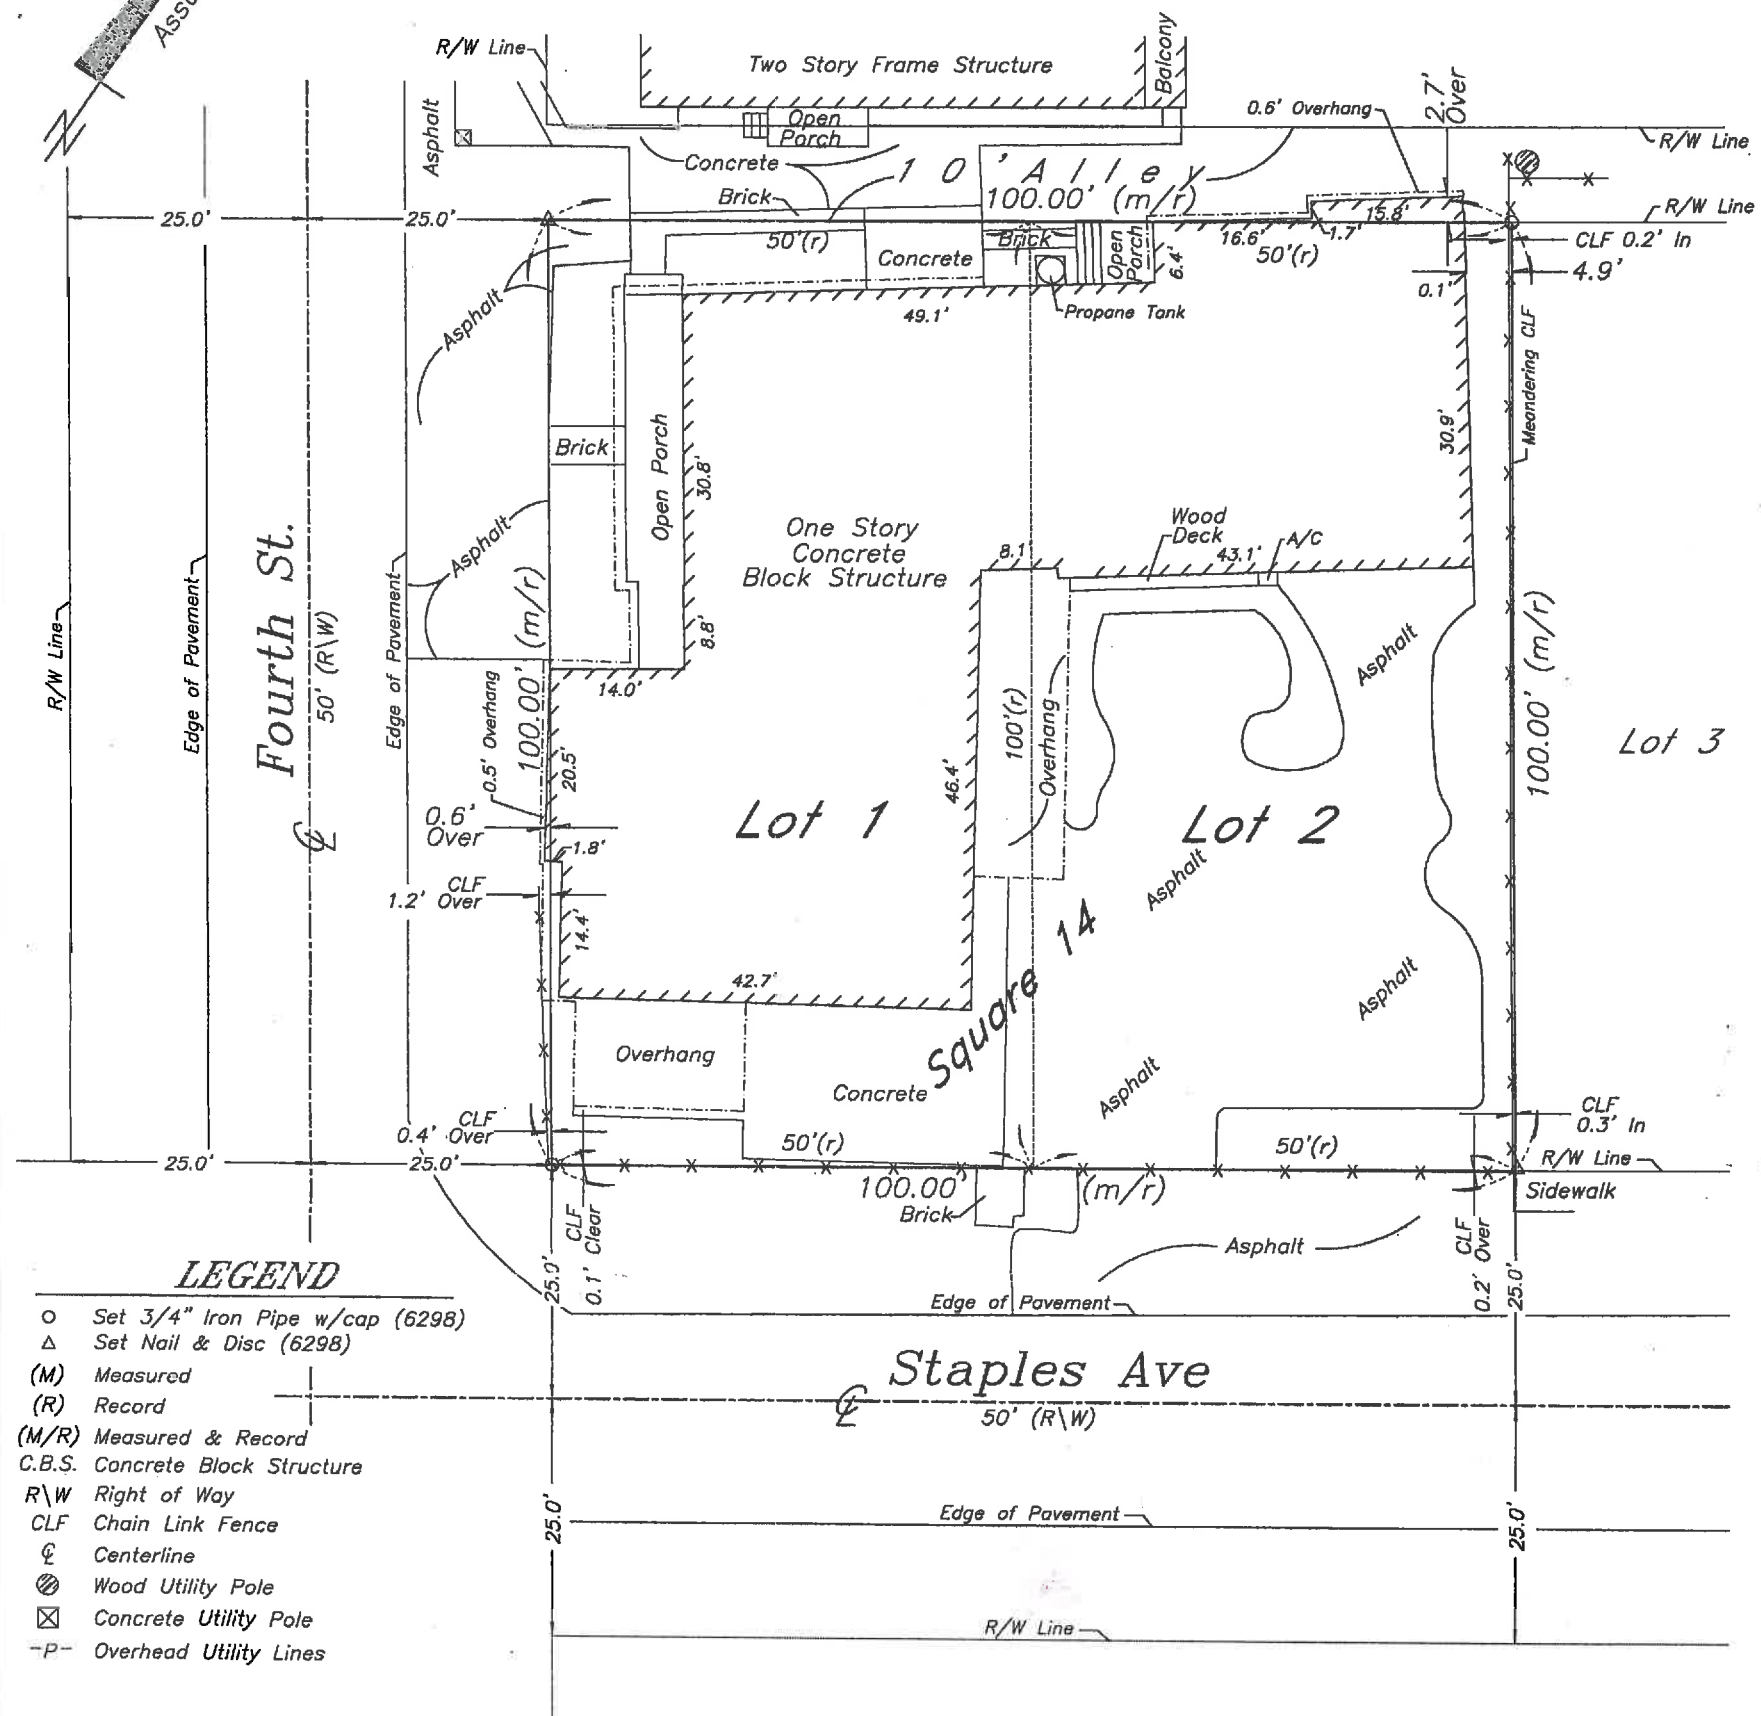 Assu
R/W Line
Two Story Frame Structure
Balcony
2.7'
Over
0.6' Overhang
Asphalt
Open
Porch
R/W Line
Concrete
10' Alley
Brick
100.00' (m/r)
R/W Line
25.0'
25.0'
50'(r)
Brick
16.6'
15.8'
1.7'
50'(r)
CLF 0.2' In
Concrete
Open
Porch
6.4'
4.9'
0.1'
49.1'
Propane Tank
Asphalt
Meandering CLF
30.9'
Brick
Open Porch
30.8'
Asphalt
One Story
Concrete
Block Structure
Wood
Deck
A/C
8.1
43.1'
R/W Line
Edge of Pavement
Fourth St.
50' (R\W)
Edge of Pavement
100.00' (m/r)
8.8'
14.0'
Asphalt
100.00' (m/r)
0.5' Overhang
20.5'
100'(r)
Overhang
46.4'
Lot 3
0.6'
Over
Lot 1
Lot 2
℄
1.8'
CLF
1.2' Over
Asphalt
14.4'
Square 14
42.7'
Asphalt
Overhang
Concrete
Asphalt
CLF
0.4' Over
CLF
0.3' In
50'(r)
50'(r)
25.0'
25.0'
R/W Line
100.00' (m/r)
Sidewalk
Brick
CLF
0.1' Clear
25.0'
Asphalt
CLF
0.2' Over
25.0'
Edge of Pavement
LEGEND
Set 3/4" Iron Pipe w/cap (6298)
Set Nail & Disc (6298)
(M) Measured
(R) Record
(M/R) Measured & Record
C.B.S. Concrete Block Structure
R\W Right of Way
CLF Chain Link Fence
℄ Centerline
Wood Utility Pole
Concrete Utility Pole
-P- Overhead Utility Lines
Staples Ave
℄
50' (R\W)
25.0'
Edge of Pavement
25.0'
R/W Line